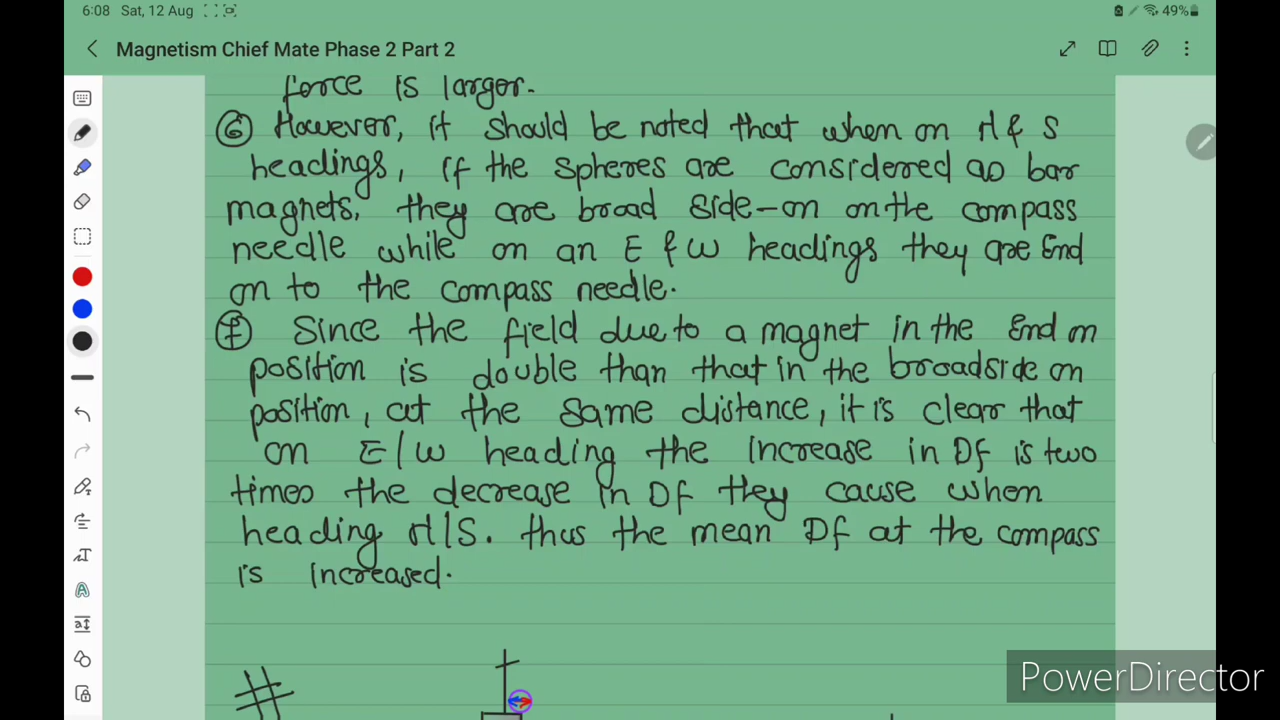 6:08 Sat, 12 Aug
49%
Magnetism Chief Mate Phase 2 Part 2
force is larger.
⑥ However, it should be noted that when on N & S
headings, if the spheres are considered as bar
magnets, they are broad side-on on the compass
needle while on an E & W headings they are End
on to the compass needle.
⑦ Since the field due to a magnet in the End on
position is double than that in the broadside on
position, at the same distance, it is clear that
on E/W heading the increase in Df is two
times the decrease in Df they cause when
heading N/S. thus the mean Df at the compass
is increased.
#
PowerDirector